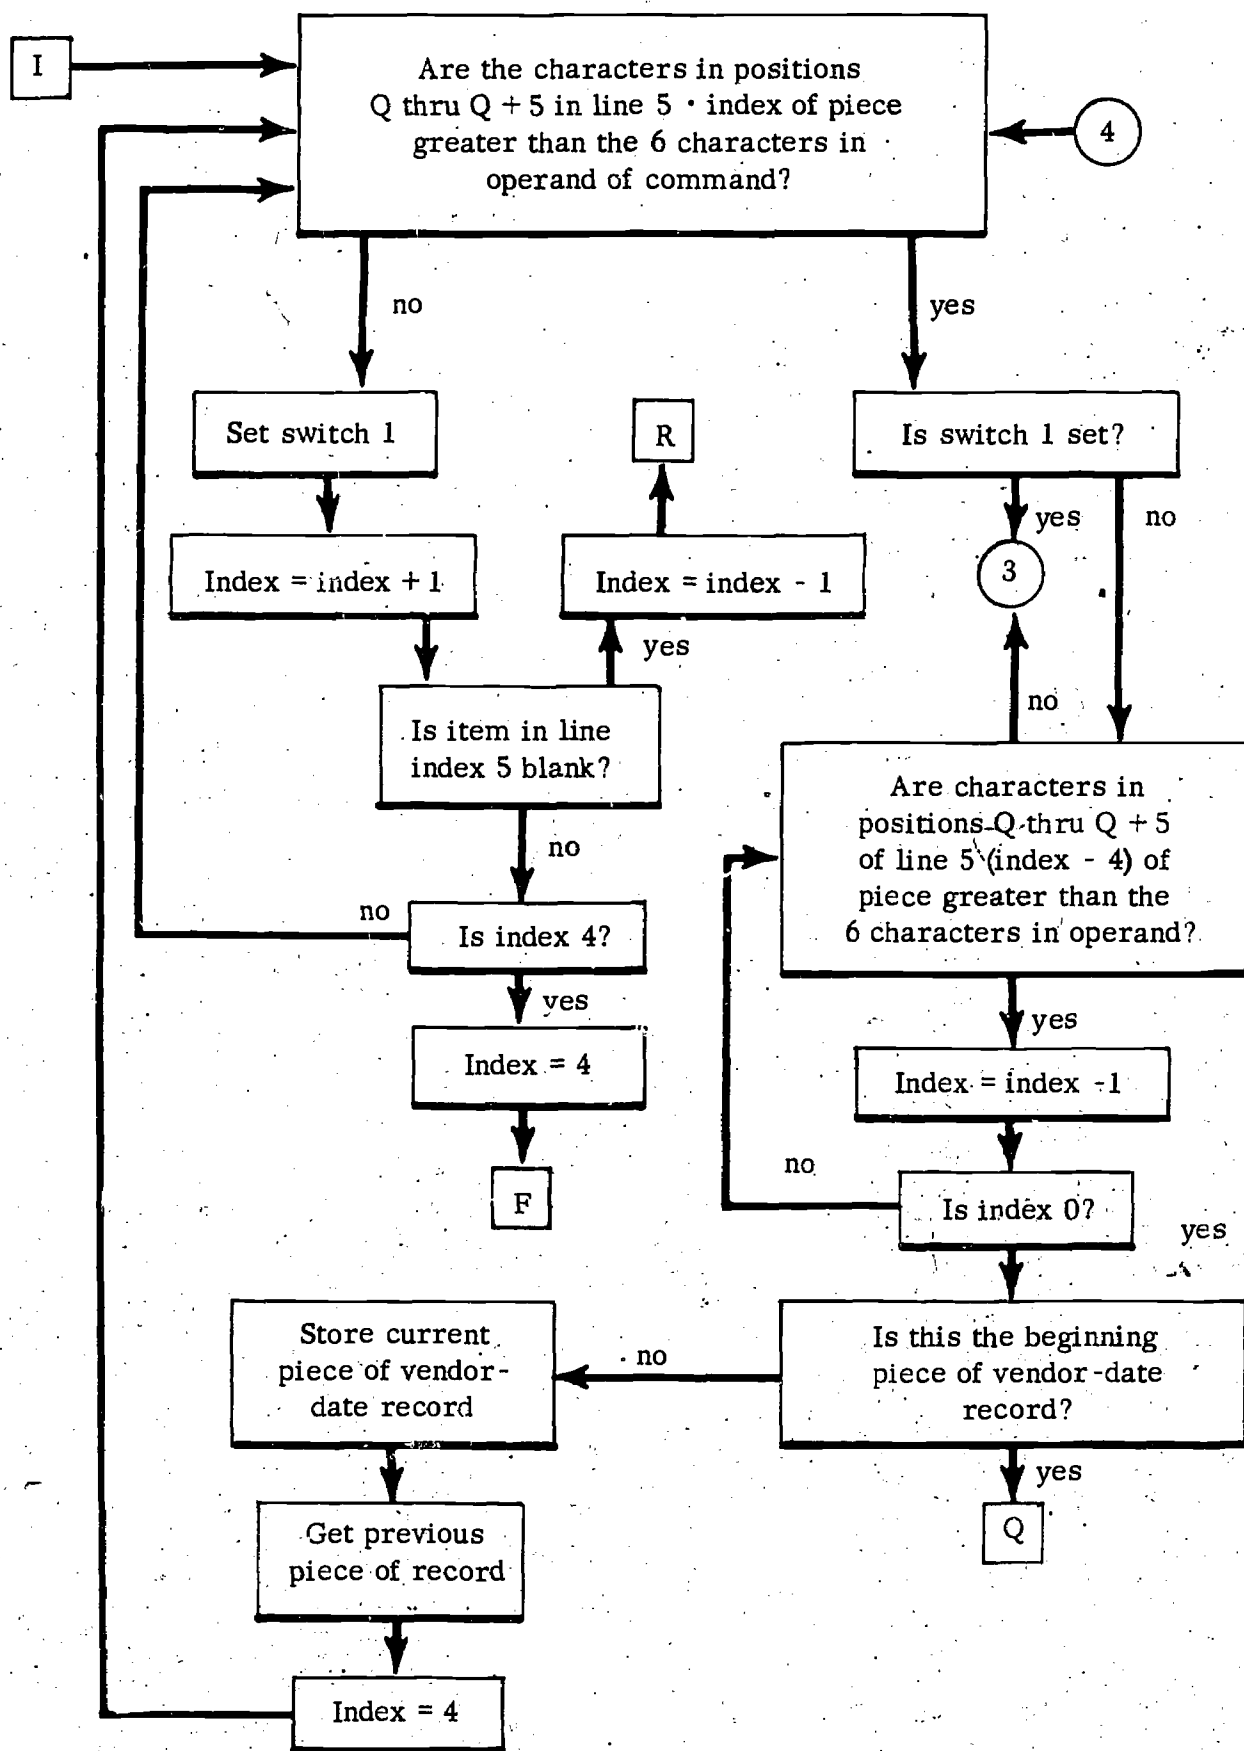 I
Are the characters in positions
Q thru Q + 5 in line 5 · index of piece
greater than the 6 characters in
operand of command?
4
no
yes
Set switch 1
R
Is switch 1 set?
yes
no
Index = index + 1
Index = index - 1
3
yes
no
Is item in line
index 5 blank?
Are characters in
positions Q thru Q + 5
of line 5 (index - 4) of
piece greater than the
6 characters in operand?
no
no
Is index 4?
yes
yes
Index = 4
Index = index -1
F
no
Is index 0?
yes
Store current
piece of vendor-
date record
no
Is this the beginning
piece of vendor-date
record?
yes
Get previous
piece of record
Q
Index = 4